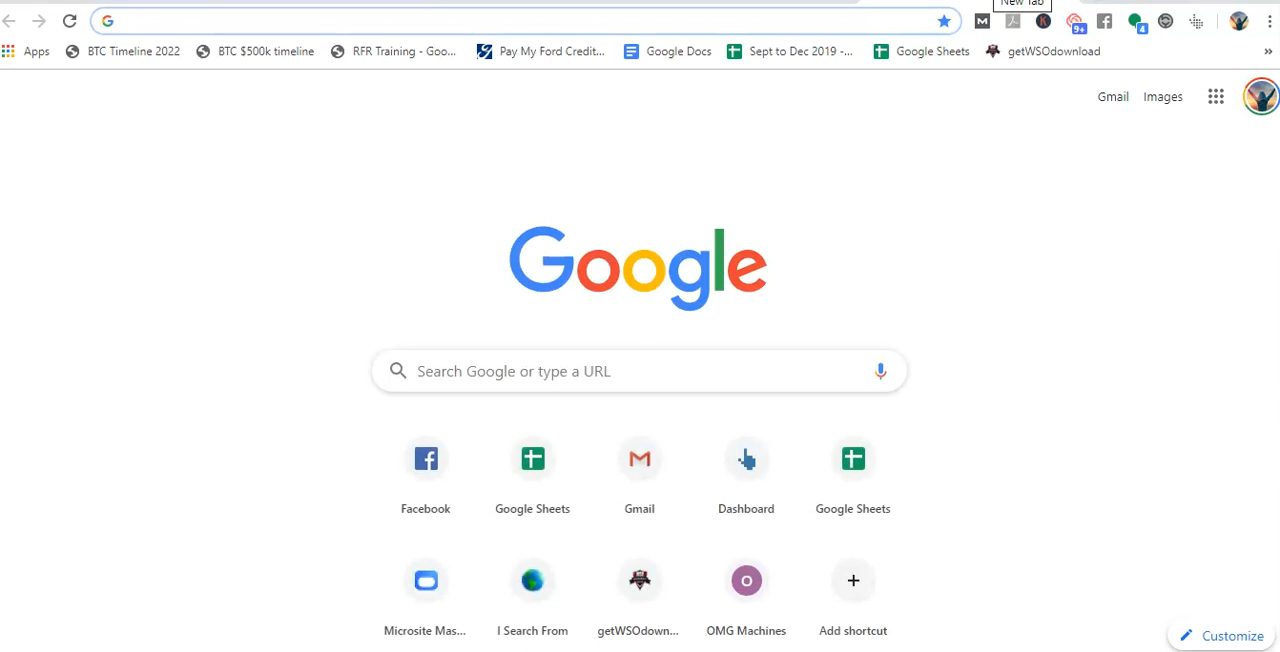 New Tab
9+
4
Apps
BTC Timeline 2022
BTC $500k timeline
RFR Training - Goo...
Pay My Ford Credit...
Google Docs
Sept to Dec 2019 -...
Google Sheets
getWSOdownload
»
Gmail
Images
Google
Search Google or type a URL
Facebook
Google Sheets
Gmail
Dashboard
Google Sheets
O
Microsite Mas...
I Search From
getWSOdown...
OMG Machines
Add shortcut
Customize